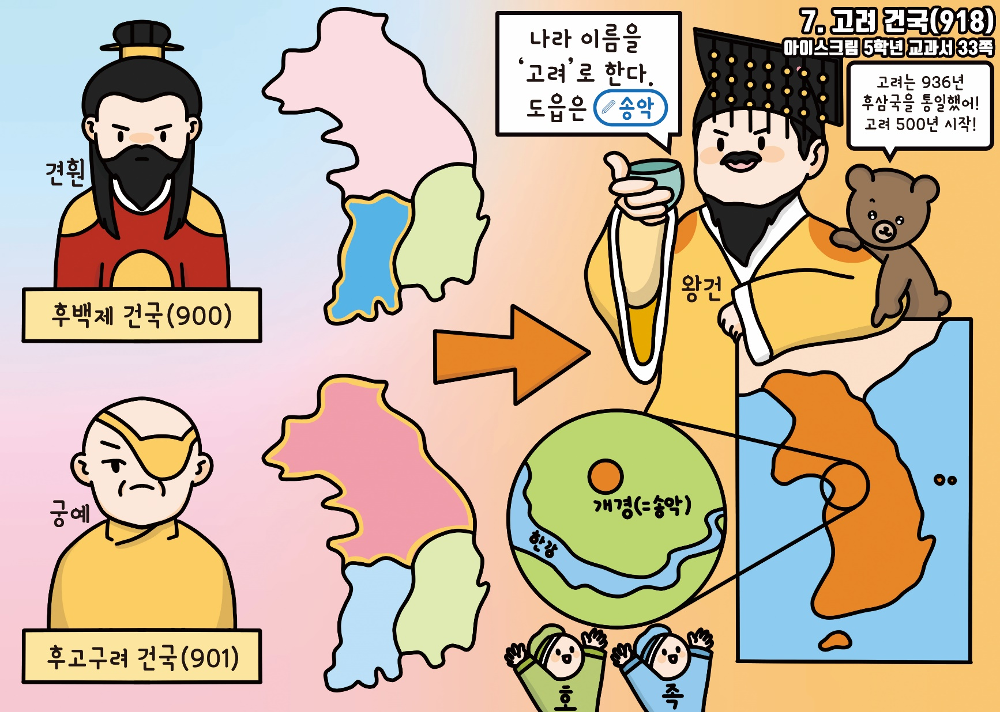 7. 고려 건국(918)
아이스크림 5학년 교과서 33쪽
견훤
후백제 건국(900)
궁예
후고구려 건국(901)
나라 이름을
‘고려’로 한다.
도읍은 송악
고려는 936년
후삼국을 통일했어!
고려 500년 시작!
왕건
개경(=송악)
한강
호
족